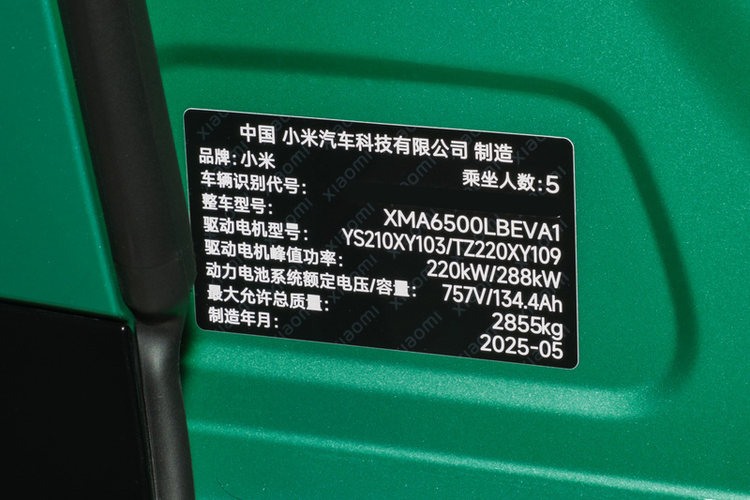 中国 小米汽车科技有限公司 制造
品牌:小米 乘坐人数:5
车辆识别代号:
整车型号: XMA6500LBEVA1
驱动电机型号: YS210XY103/TZ220XY109
驱动电机峰值功率: 220kW/288kW
动力电池系统额定电压/容量: 757V/134.4Ah
最大允许总质量: 2855kg
制造年月: 2025-05